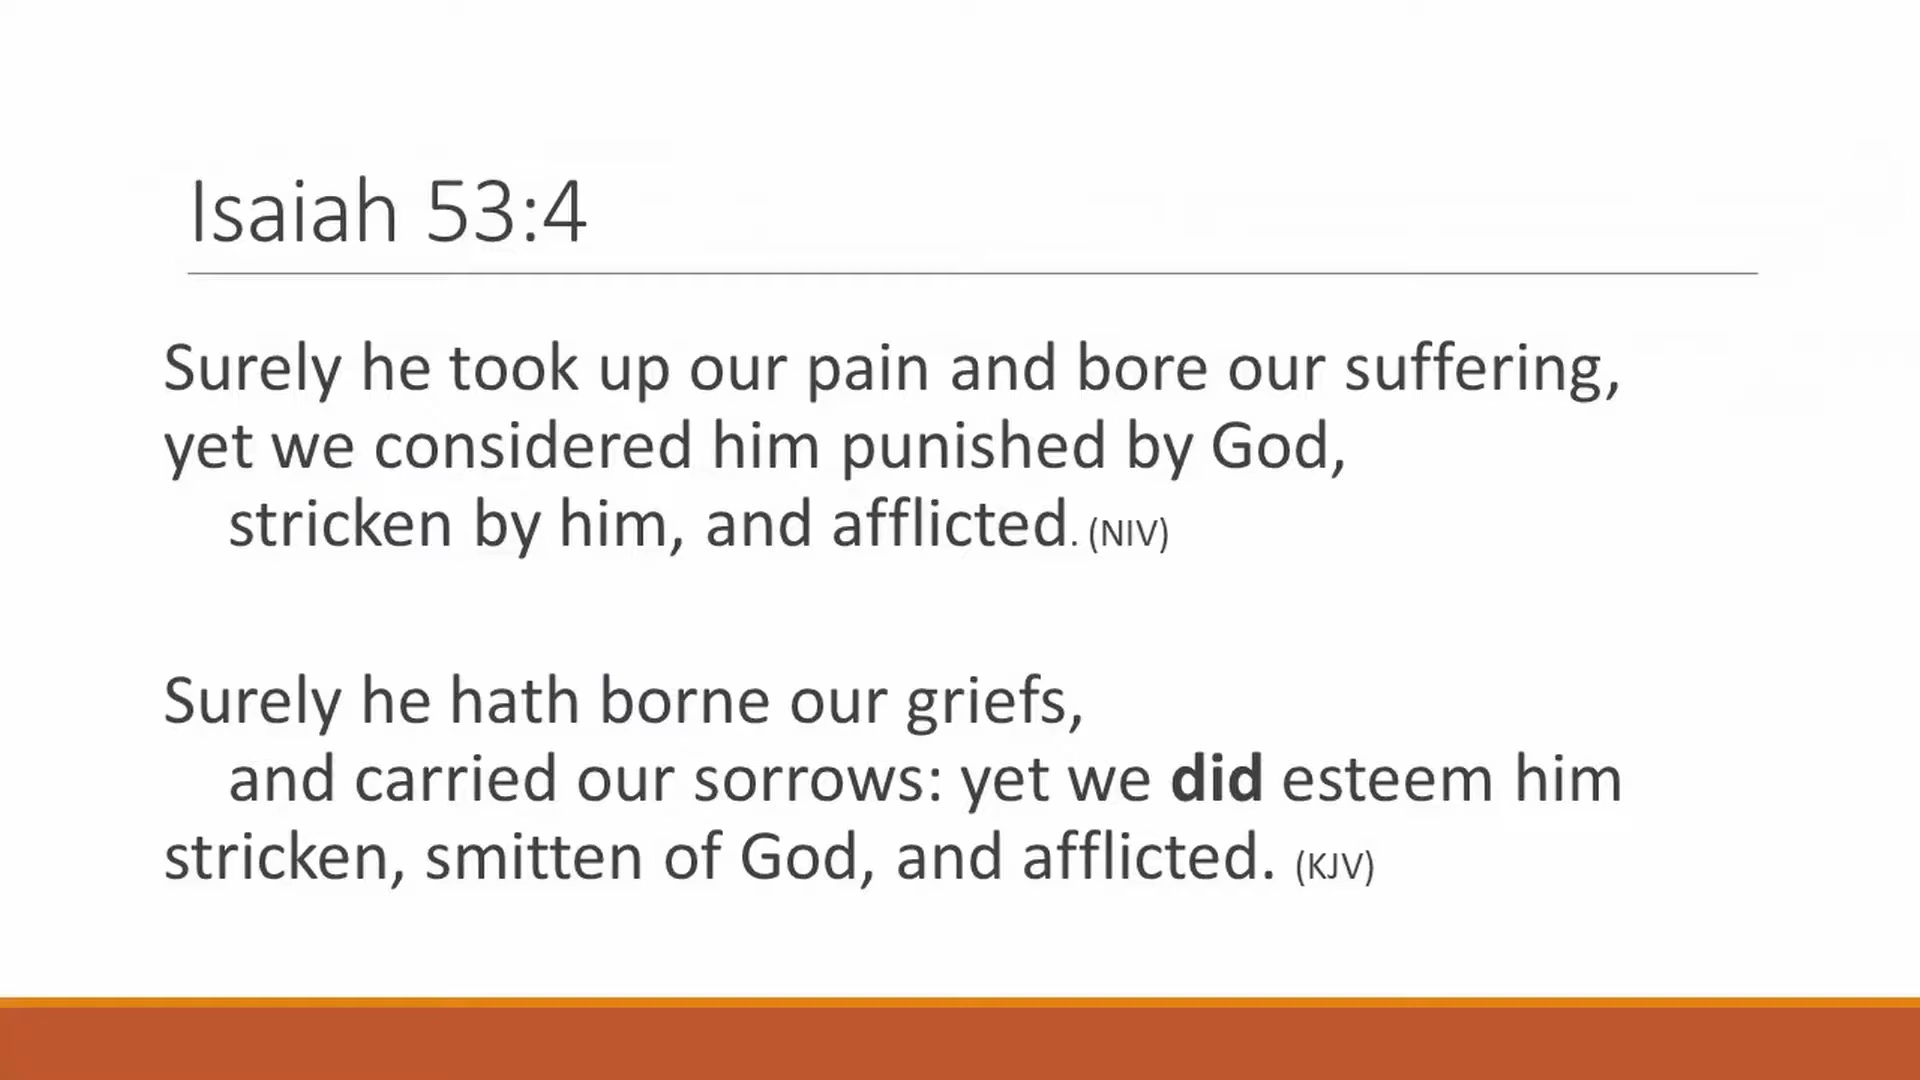 Isaiah 53:4
Surely he took up our pain and bore our suffering,
yet we considered him punished by God,
stricken by him, and afflicted. (NIV)
Surely he hath borne our griefs,
and carried our sorrows: yet we did esteem him
stricken, smitten of God, and afflicted. (KJV)